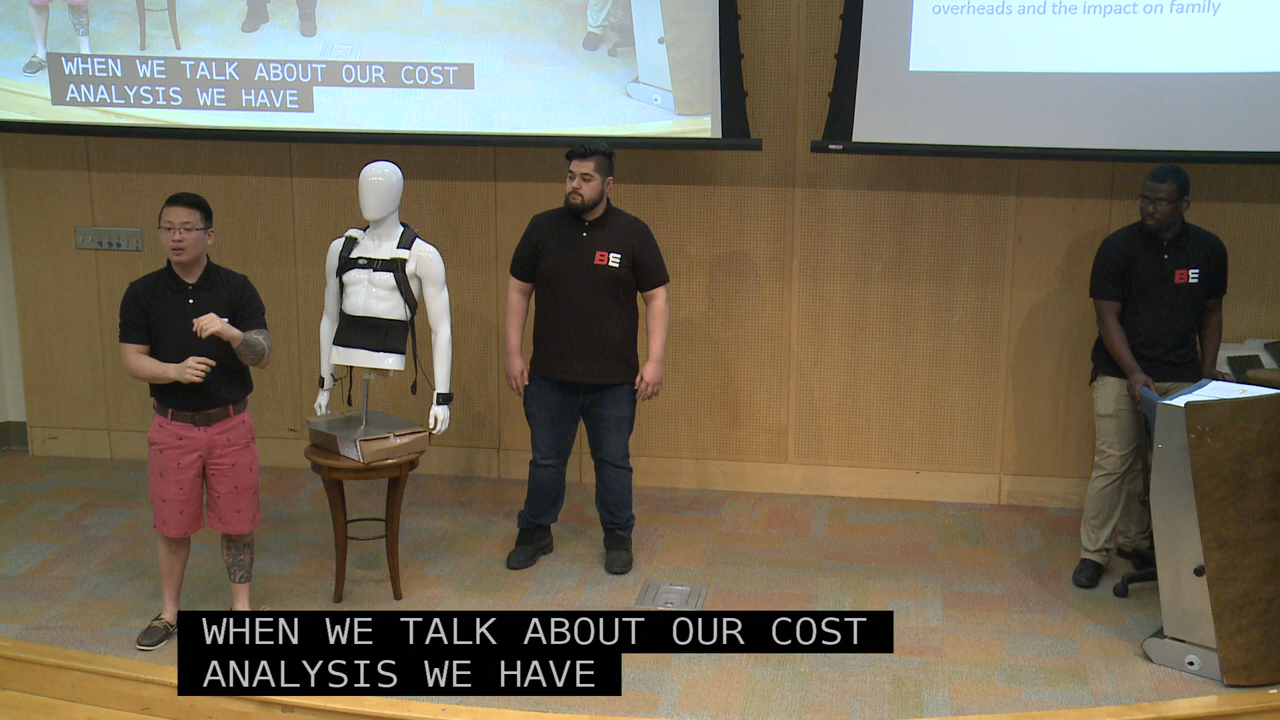 overheads and the impact on family
WHEN WE TALK ABOUT OUR COST
ANALYSIS WE HAVE
BE
BE
WHEN WE TALK ABOUT OUR COST
ANALYSIS WE HAVE